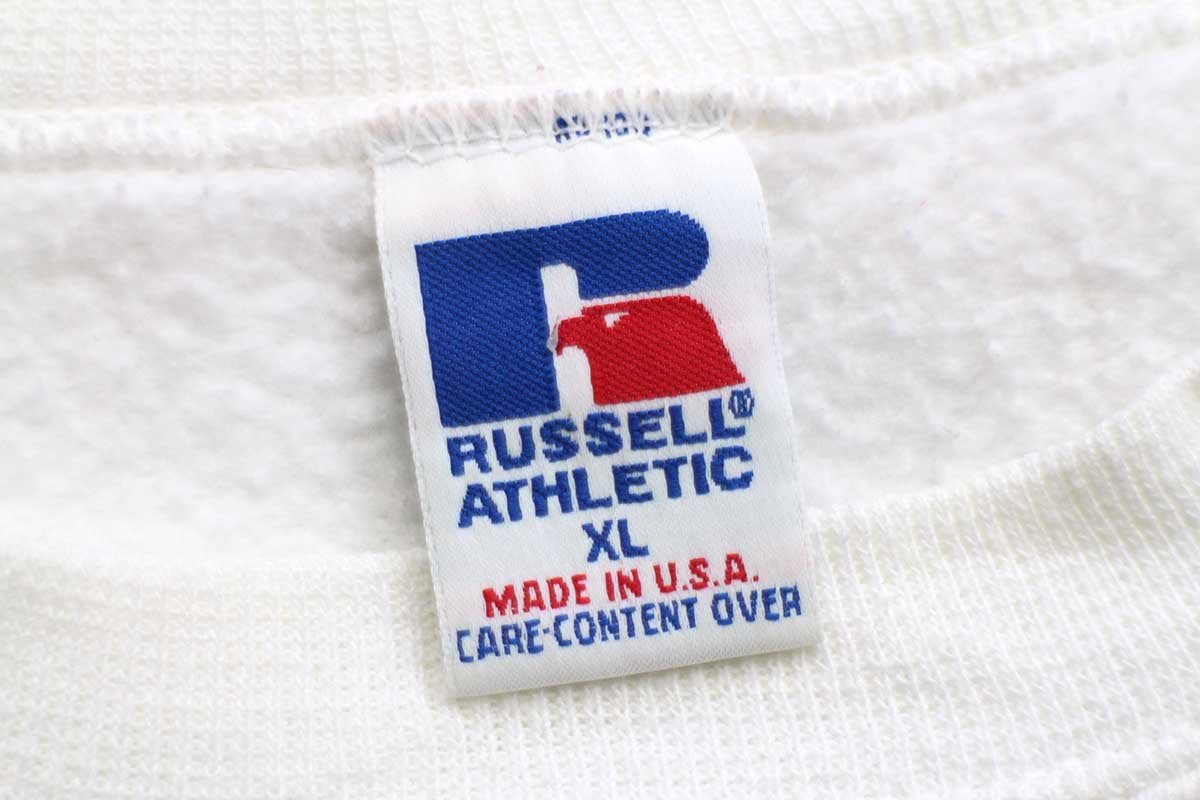 RUSSELL®
ATHLETIC
XL
MADE IN U.S.A.
CARE-CONTENT OVER